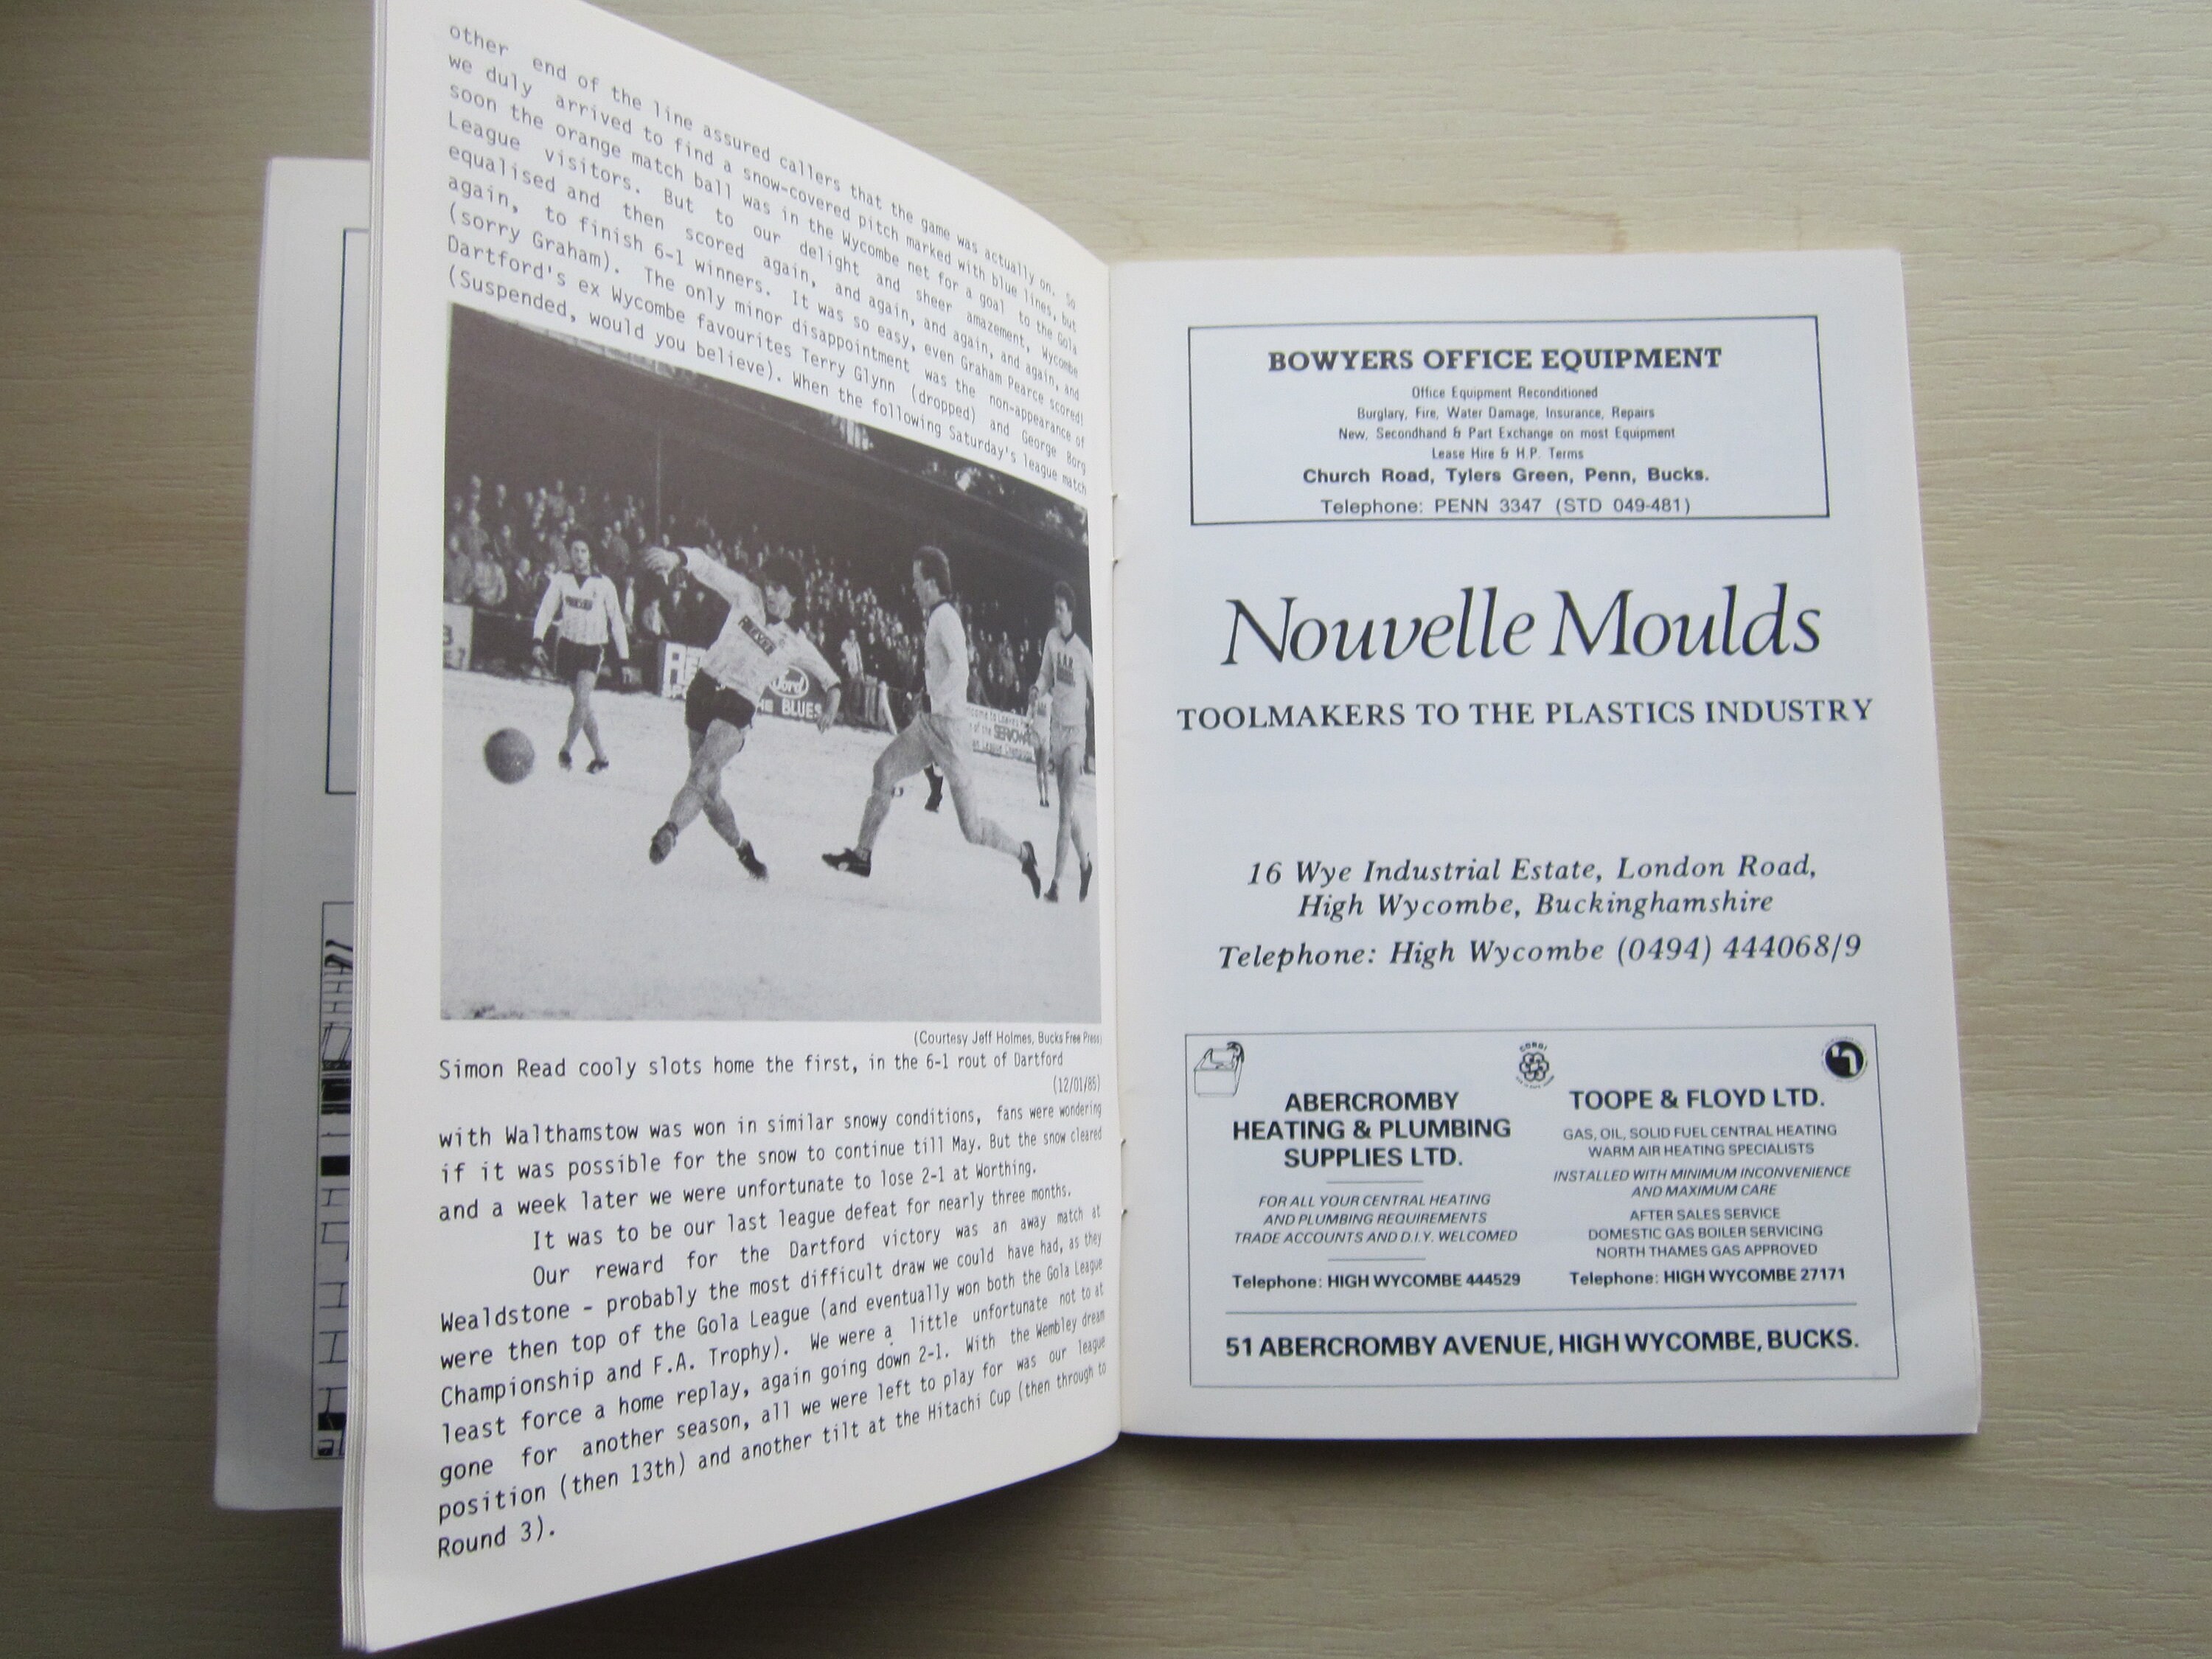 other end of the line assured callers that the game was actually on. So
we duly arrived to find a snow-covered pitch marked with blue lines, but
soon the orange match ball was in the Wycombe net for a goal to the Gola
League visitors. But to our delight and sheer amazement, Wycombe
equalised and then scored again, and again, and again, and again, and
again, to finish 6-1 winners. It was so easy, even Graham Pearce scored!
(sorry Graham). The only minor disappointment was the non-appearance of
Dartford's ex Wycombe favourites Terry Glynn (dropped) and George Borg
(Suspended, would you believe). When the following Saturday's league match
Ford
THE BLUES
SERVOWARM
(Courtesy Jeff Holmes, Bucks Free Press)
Simon Read cooly slots home the first, in the 6-1 rout of Dartford
(12/01/85)
with Walthamstow was won in similar snowy conditions, fans were wondering
if it was possible for the snow to continue till May. But the snow cleared
and a week later we were unfortunate to lose 2-1 at Worthing.
It was to be our last league defeat for nearly three months.
Our reward for the Dartford victory was an away match at
Wealdstone - probably the most difficult draw we could have had, as they
were then top of the Gola League (and eventually won both the Gola League
Championship and F.A. Trophy). We were a little unfortunate not to at
least force a home replay, again going down 2-1. With the Wembley dream
gone for another season, all we were left to play for was our league
position (then 13th) and another tilt at the Hitachi Cup (then through to
Round 3).
BOWYERS OFFICE EQUIPMENT
Office Equipment Reconditioned
Burglary, Fire, Water Damage, Insurance, Repairs
New, Secondhand & Part Exchange on most Equipment
Lease Hire & H.P. Terms
Church Road, Tylers Green, Penn, Bucks.
Telephone: PENN 3347 (STD 049-481)
Nouvelle Moulds
TOOLMAKERS TO THE PLASTICS INDUSTRY
16 Wye Industrial Estate, London Road,
High Wycombe, Buckinghamshire
Telephone: High Wycombe (0494) 444068/9
CORGI
ABERCROMBY
HEATING & PLUMBING
SUPPLIES LTD.
FOR ALL YOUR CENTRAL HEATING
AND PLUMBING REQUIREMENTS
TRADE ACCOUNTS AND D.I.Y. WELCOMED
Telephone: HIGH WYCOMBE 444529
TOOPE & FLOYD LTD.
GAS, OIL, SOLID FUEL CENTRAL HEATING
WARM AIR HEATING SPECIALISTS
INSTALLED WITH MINIMUM INCONVENIENCE
AND MAXIMUM CARE
AFTER SALES SERVICE
DOMESTIC GAS BOILER SERVICING
NORTH THAMES GAS APPROVED
Telephone: HIGH WYCOMBE 27171
51 ABERCROMBY AVENUE, HIGH WYCOMBE, BUCKS.